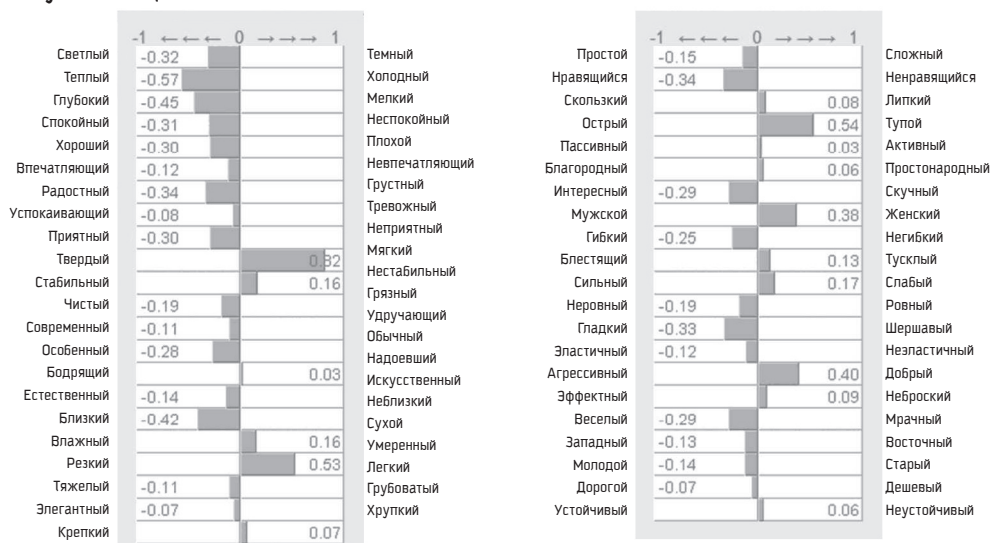 -1 ←←← 0 →→→ 1
Светлый -0.32 Темный
Теплый -0.57 Холодный
Глубокий -0.45 Мелкий
Спокойный -0.31 Неспокойный
Хороший -0.30 Плохой
Впечатляющий -0.12 Невпечатляющий
Радостный -0.34 Грустный
Успокаивающий -0.08 Тревожный
Приятный -0.30 Неприятный
Твердый 0.82 Мягкий
Стабильный 0.16 Нестабильный
Чистый -0.19 Грязный
Современный -0.11 Удручающий
Особенный -0.28 Обычный
Бодрящий 0.03 Надоевший
Естественный -0.14 Искусственный
Близкий -0.42 Неблизкий
Влажный 0.16 Сухой
Резкий 0.53 Умеренный
Тяжелый -0.11 Легкий
Элегантный -0.07 Грубоватый
Крепкий 0.07 Хрупкий
-1 ←←← 0 →→→ 1
Простой -0.15 Сложный
Нравящийся -0.34 Ненравящийся
Скользкий 0.08 Липкий
Острый 0.54 Тупой
Пассивный 0.03 Активный
Благородный 0.06 Простонародный
Интересный -0.29 Скучный
Мужской 0.38 Женский
Гибкий -0.25 Негибкий
Блестящий 0.13 Тусклый
Сильный 0.17 Слабый
Неровный -0.19 Ровный
Гладкий -0.33 Шершавый
Эластичный -0.12 Неэластичный
Агрессивный 0.40 Добрый
Эффектный 0.09 Неброский
Веселый -0.29 Мрачный
Западный -0.13 Восточный
Молодой -0.14 Старый
Дорогой -0.07 Дешевый
Устойчивый 0.06 Неустойчивый